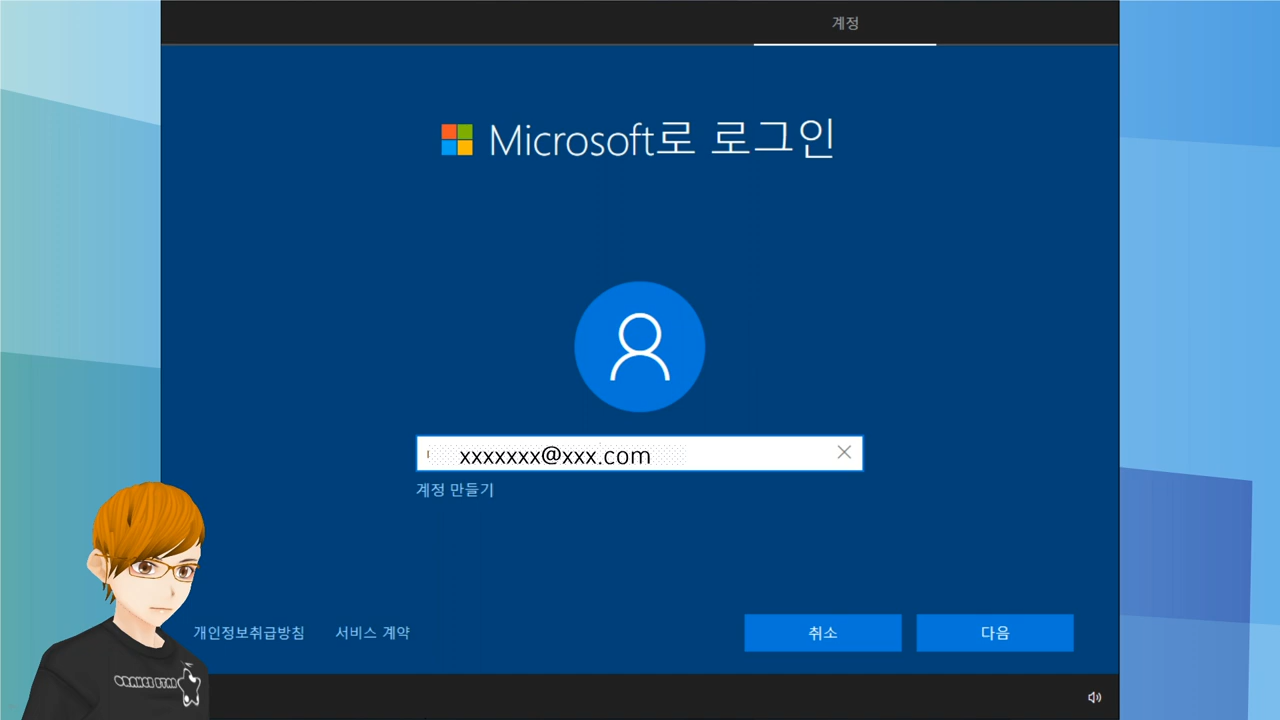 계정
Microsoft로 로그인
xxxxxxx@xxx.com
계정 만들기
개인정보취급방침 서비스 계약
취소 다음
ORANGE STAR